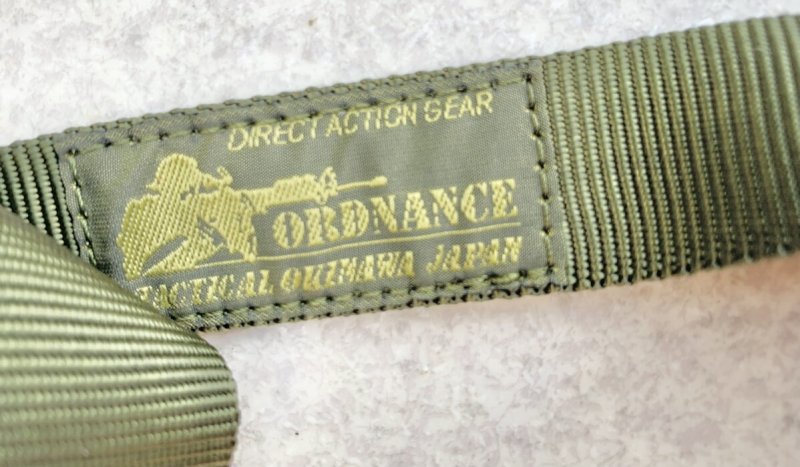 DIRECT ACTION GEAR
ORDNANCE
TACTICAL OKINAWA JAPAN